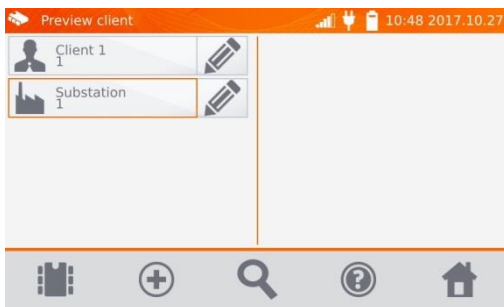 Preview client
10:48 2017.10.27
Client 1
1
Substation
1